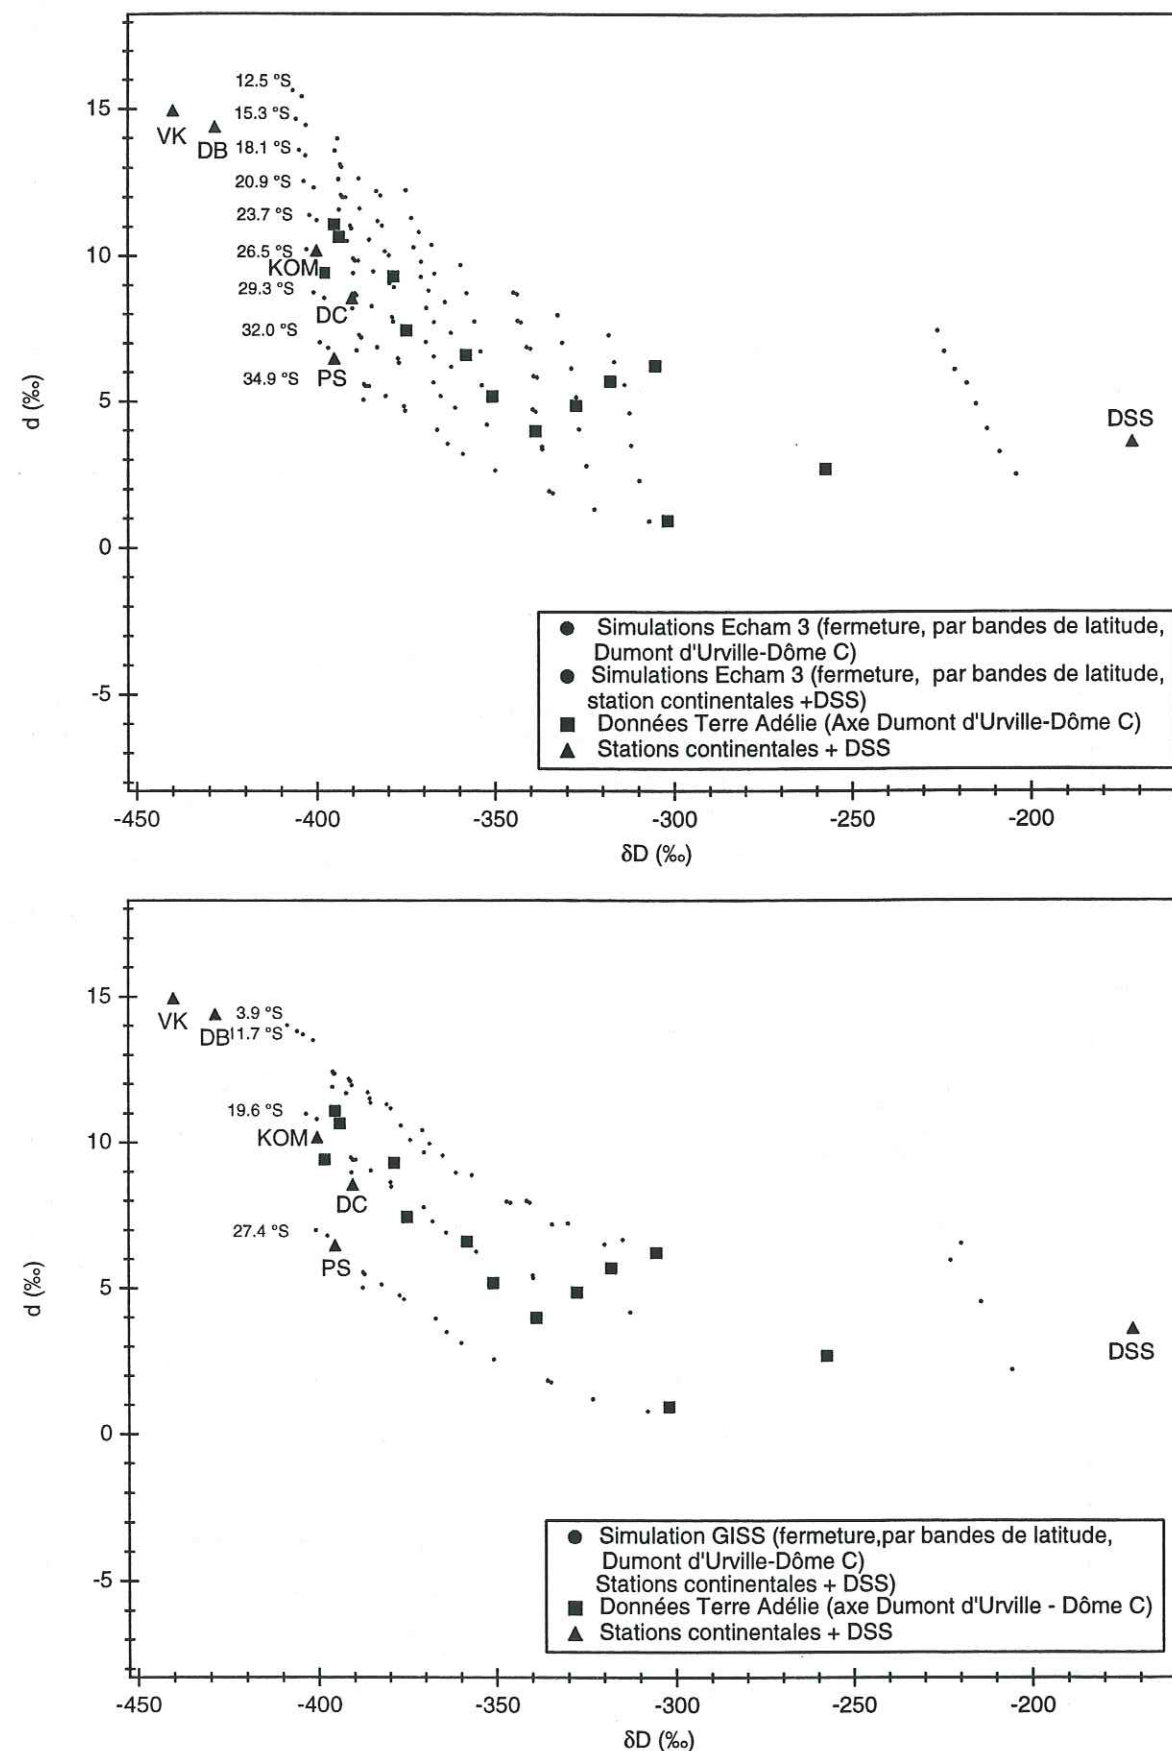 15
10
5
0
-5
d (‰)
12.5 °S
15.3 °S
18.1 °S
20.9 °S
23.7 °S
26.5 °S
29.3 °S
32.0 °S
34.9 °S
VK
DB
KOM
DC
PS
DSS
Simulations Echam 3 (fermeture, par bandes de latitude,
Dumont d'Urville-Dôme C)
Simulations Echam 3 (fermeture, par bandes de latitude,
station continentales +DSS)
Données Terre Adélie (Axe Dumont d'Urville-Dôme C)
Stations continentales + DSS
-450 -400 -350 -300 -250 -200
δD (‰)
15
10
5
0
-5
d (‰)
3.9 °S
11.7 °S
19.6 °S
27.4 °S
VK
DB
KOM
DC
PS
DSS
Simulation GISS (fermeture,par bandes de latitude,
Dumont d'Urville-Dôme C)
Stations continentales + DSS)
Données Terre Adélie (axe Dumont d'Urville - Dôme C)
Stations continentales + DSS
-450 -400 -350 -300 -250 -200
δD (‰)